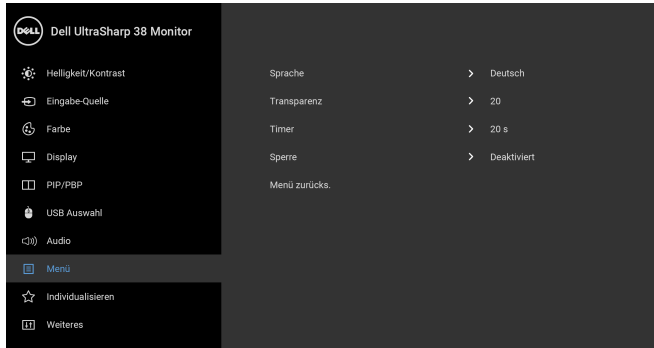 DELL Dell UltraSharp 38 Monitor
Helligkeit/Kontrast
Eingabe-Quelle
Farbe
Display
PIP/PBP
USB Auswahl
Audio
Menü
Individualisieren
Weiteres
Sprache > Deutsch
Transparenz > 20
Timer > 20 s
Sperre > Deaktiviert
Menü zurücks.